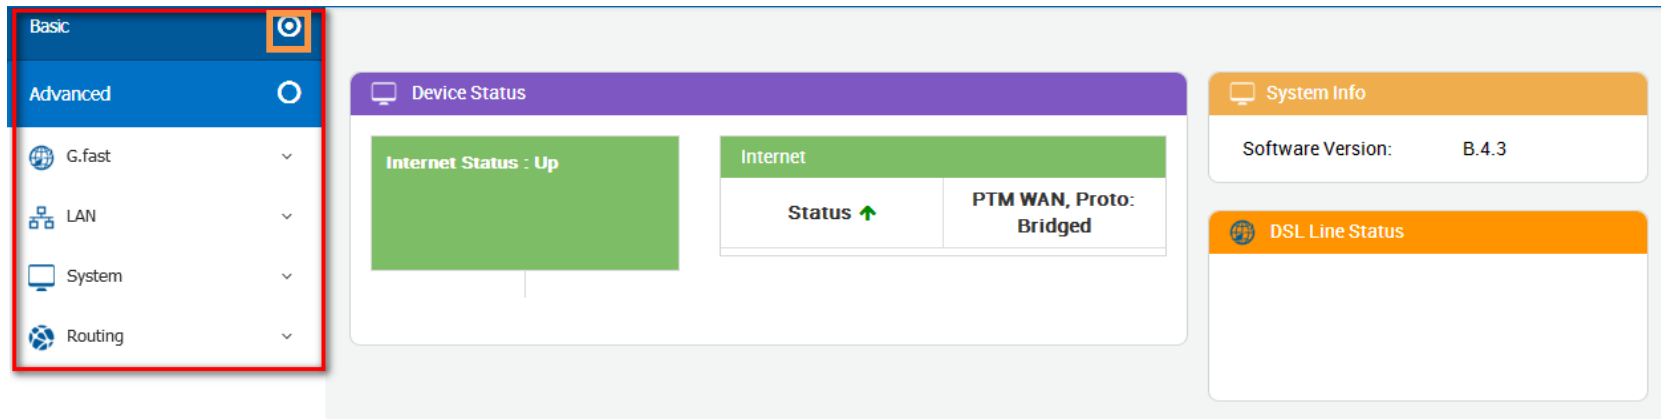 Basic
Advanced
G.fast
LAN
System
Routing
Device Status
Internet Status : Up
Internet
Status
PTM WAN, Proto:
Bridged
System Info
Software Version: B.4.3
DSL Line Status